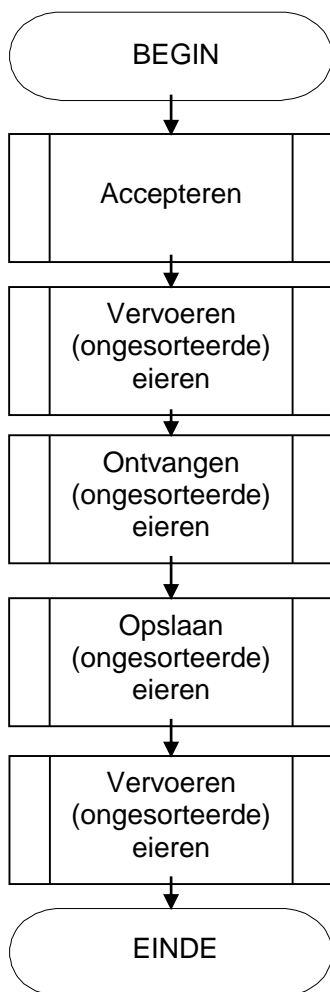 BEGIN
Accepteren
Vervoeren
(ongesorteerde)
eieren
Ontvangen
(ongesorteerde)
eieren
Opslaan
(ongesorteerde)
eieren
Vervoeren
(ongesorteerde)
eieren
EINDE